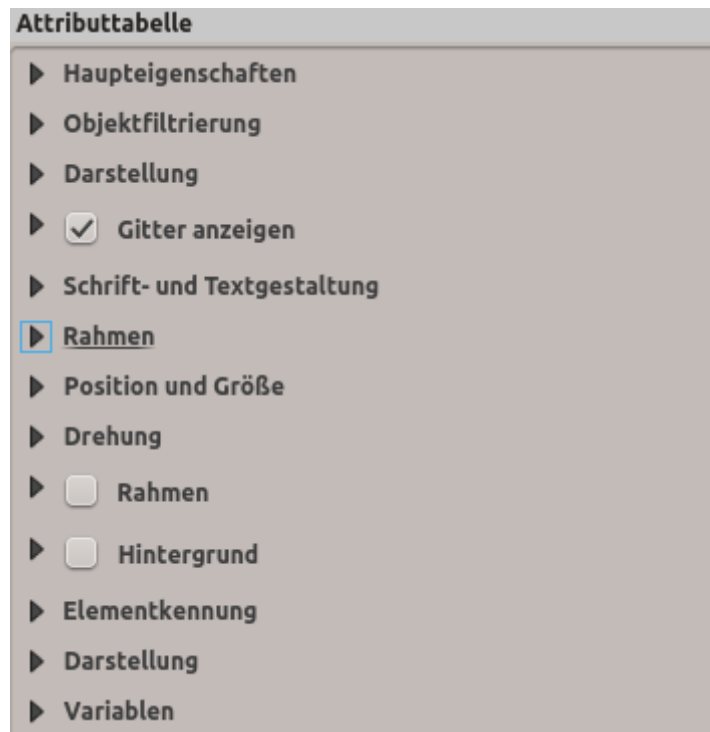 Attributtabelle
Haupteigenschaften
Objektfiltrierung
Darstellung
Gitter anzeigen
Schrift- und Textgestaltung
Rahmen
Position und Größe
Drehung
Rahmen
Hintergrund
Elementkennung
Darstellung
Variablen